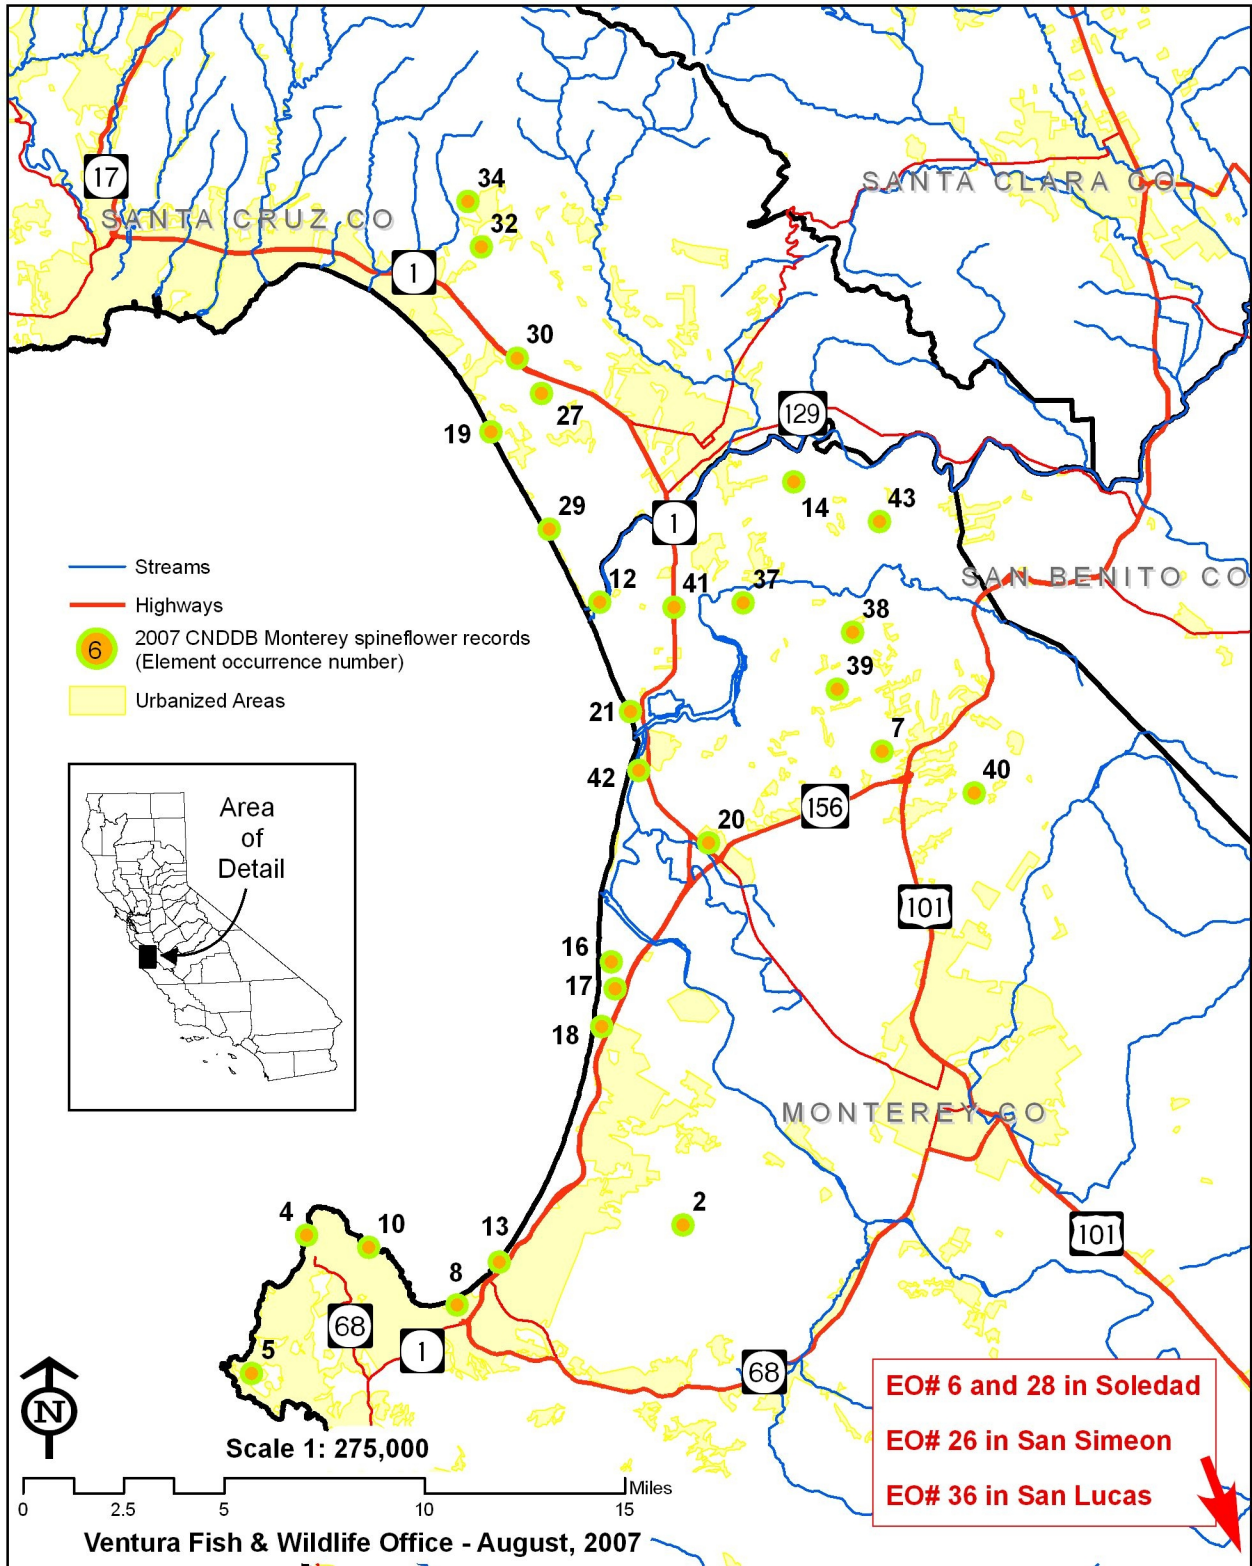 17
SANTA CRUZ CO
SANTA CLARA CO
34
32
1
30
27
19
129
29
14
43
1
SAN BENITO CO
12
41
37
38
39
21
7
42
40
20
156
101
16
17
18
Streams
Highways
6
2007 CNDDB Monterey spineflower records
(Element occurrence number)
Urbanized Areas
Area
of
Detail
MONTEREY CO
2
101
4
10
13
8
68
1
5
68
N
Scale 1: 275,000
EO# 6 and 28 in Soledad
EO# 26 in San Simeon
EO# 36 in San Lucas
Miles
0 2.5 5 10 15
Ventura Fish & Wildlife Office - August, 2007